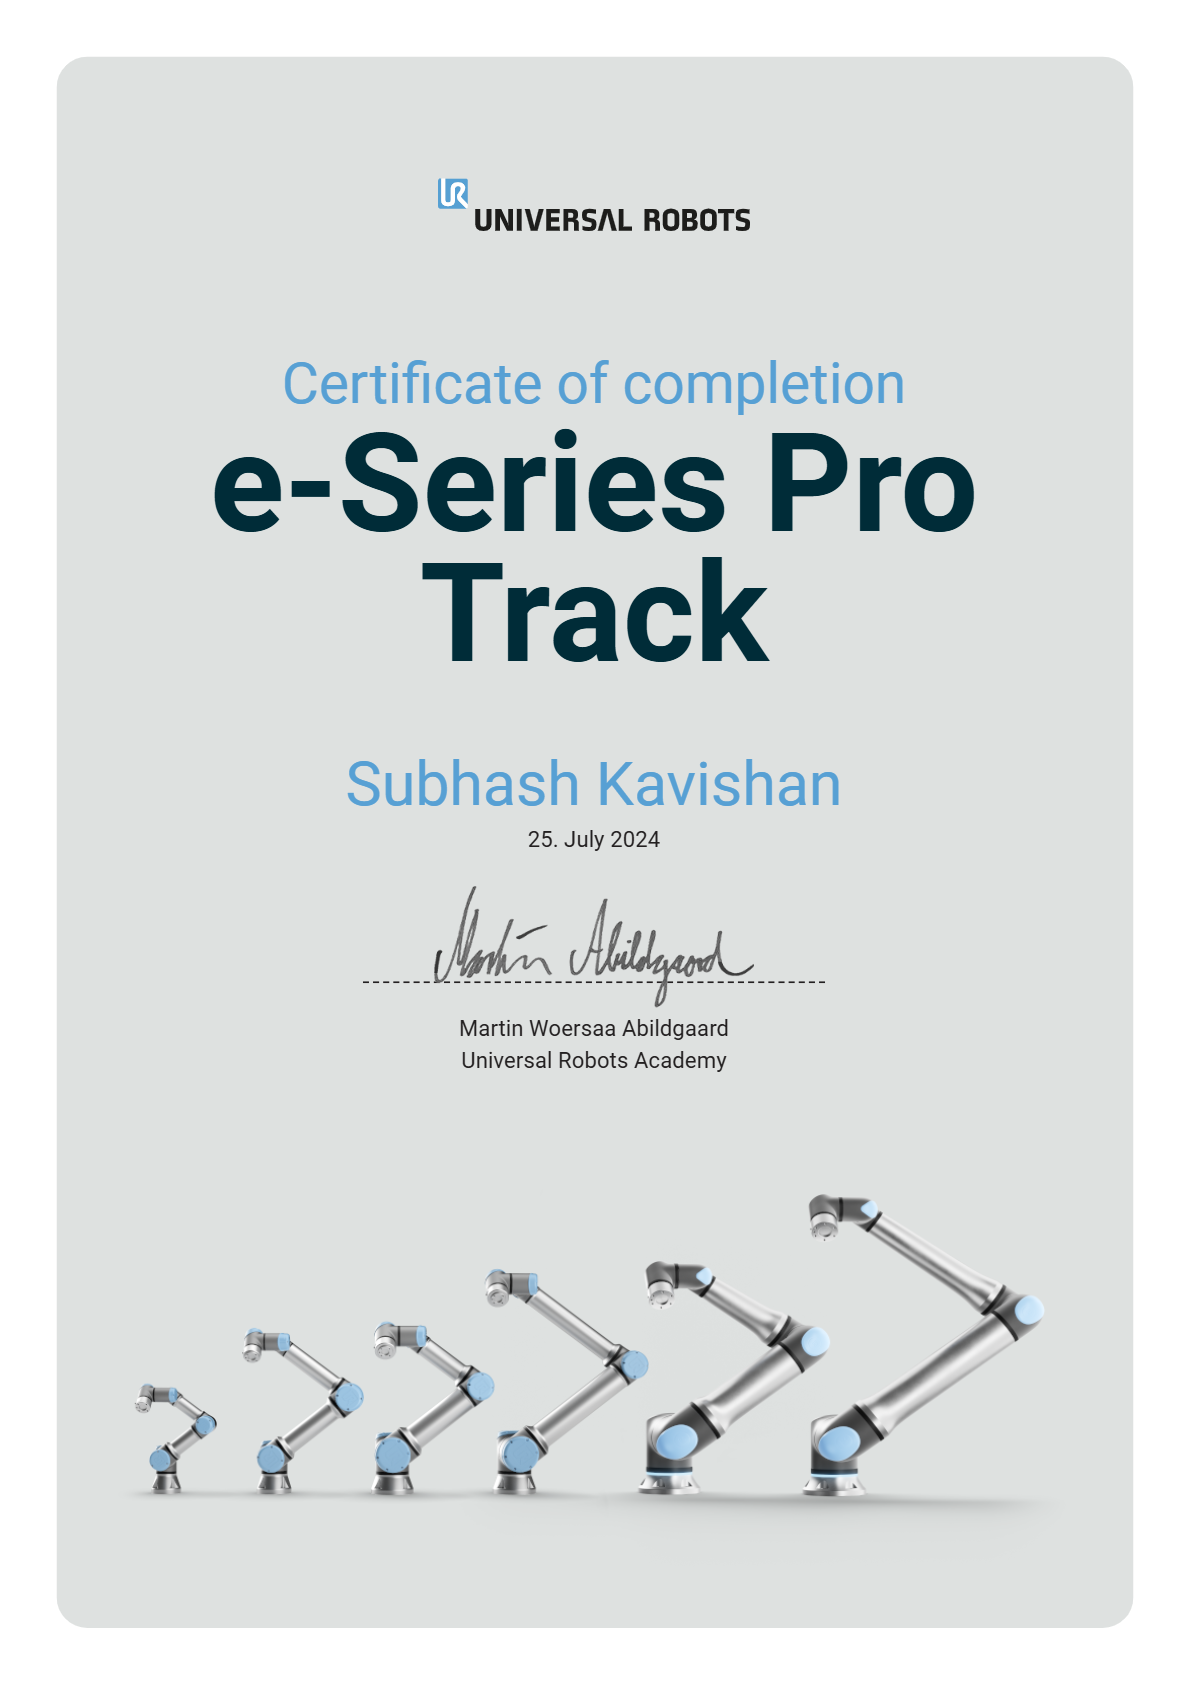 UR
UNIVERSAL ROBOTS
Certificate of completion
e-Series Pro
Track
Subhash Kavishan
25. July 2024
Martin Abildgaard
Martin Woersaa Abildgaard
Universal Robots Academy